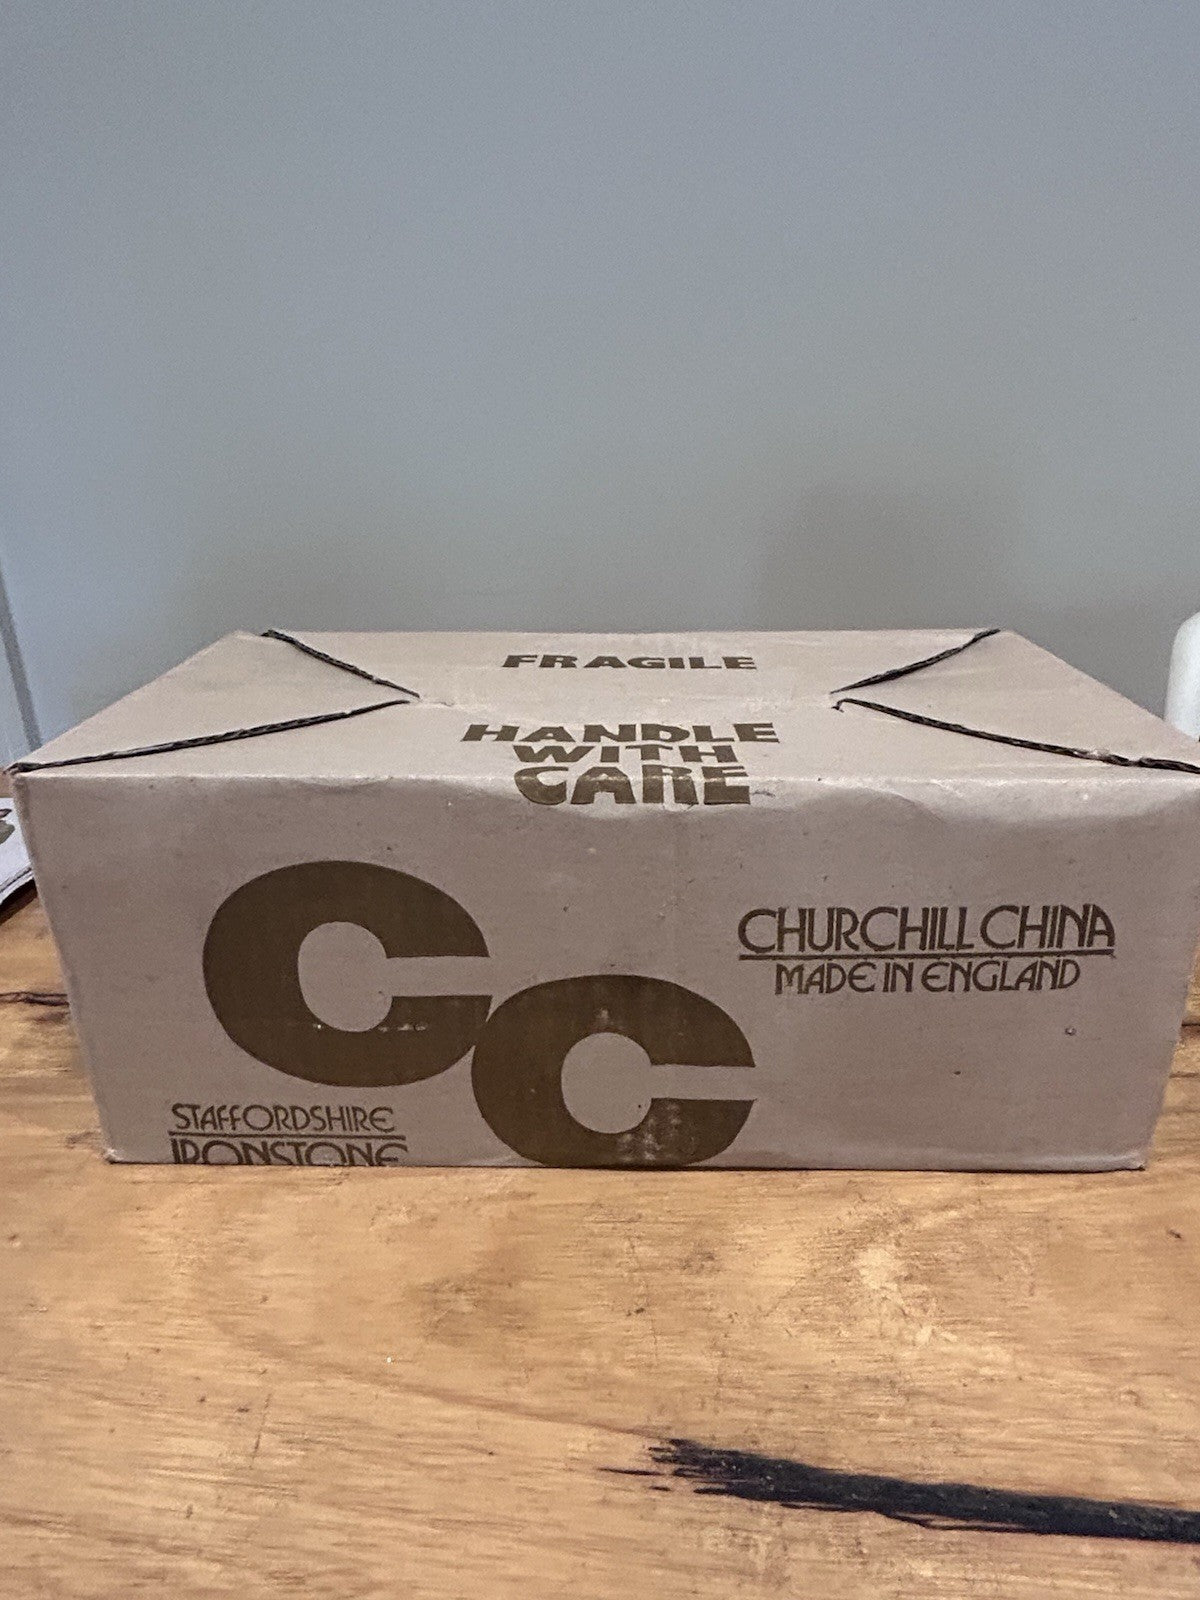 FRAGILE
HANDLE
WITH
CARE
CC
CHURCHILL CHINA
MADE IN ENGLAND
STAFFORDSHIRE
IRONSTONE